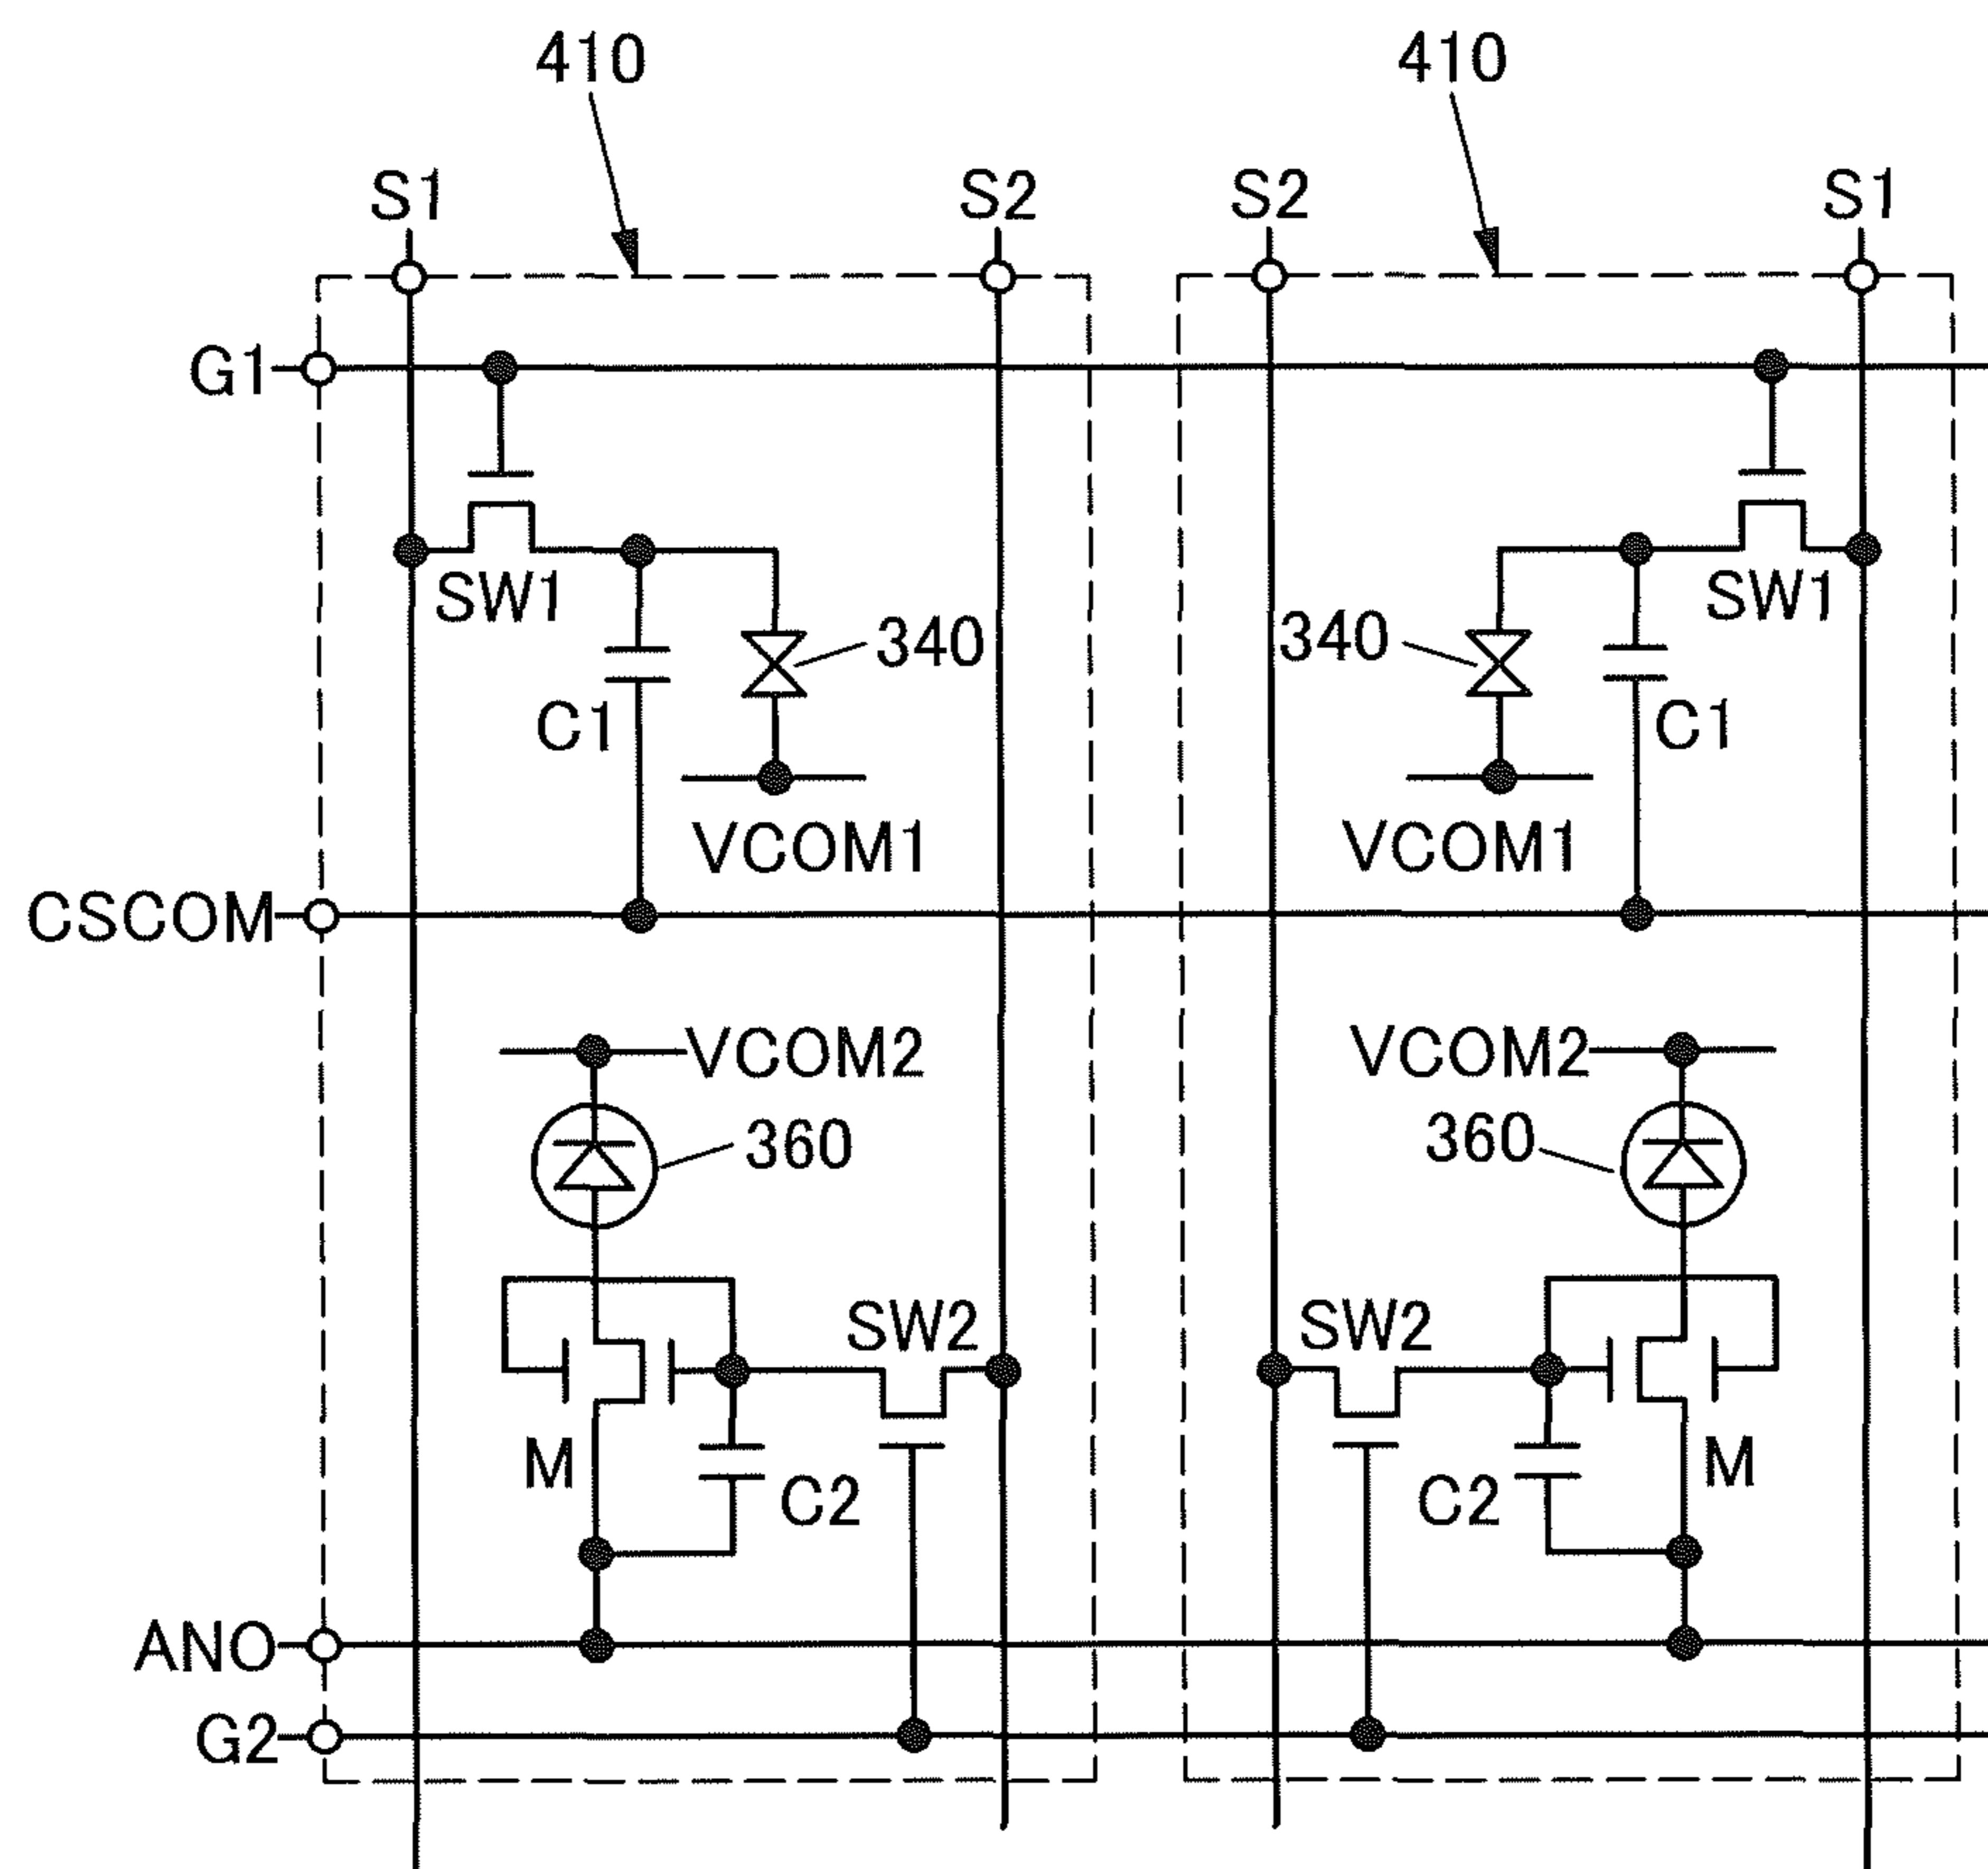 410 410
S1 S2 S2 S1
G1
SW1 SW1
340 340
C1 C1
VCOM1 VCOM1
CSCOM
VCOM2 VCOM2
360 360
SW2 SW2
M C2 C2 M
ANO
G2